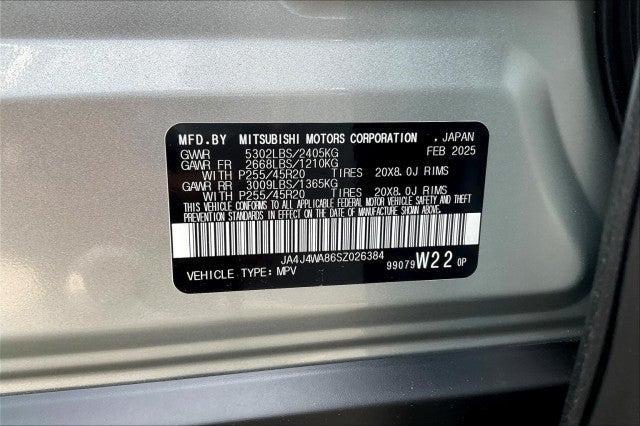 MFD.BY MITSUBISHI MOTORS CORPORATION , JAPAN
GVWR 5302LBS/2405KG FEB 2025
GAWR FR 2668LBS/1210KG
WITH P255/45R20 TIRES 20X8.0J RIMS
GAWR RR 3009LBS/1365KG
WITH P255/45R20 TIRES 20X8.0J RIMS
THIS VEHICLE CONFORMS TO ALL APPLICABLE FEDERAL MOTOR VEHICLE SAFETY AND THEFT
PREVENTION STANDARDS IN EFFECT ON THE DATE OF MANUFACTURE SHOWN ABOVE.
JA4J4WA86SZ026384
VEHICLE TYPE: MPV 99079 W22 0P